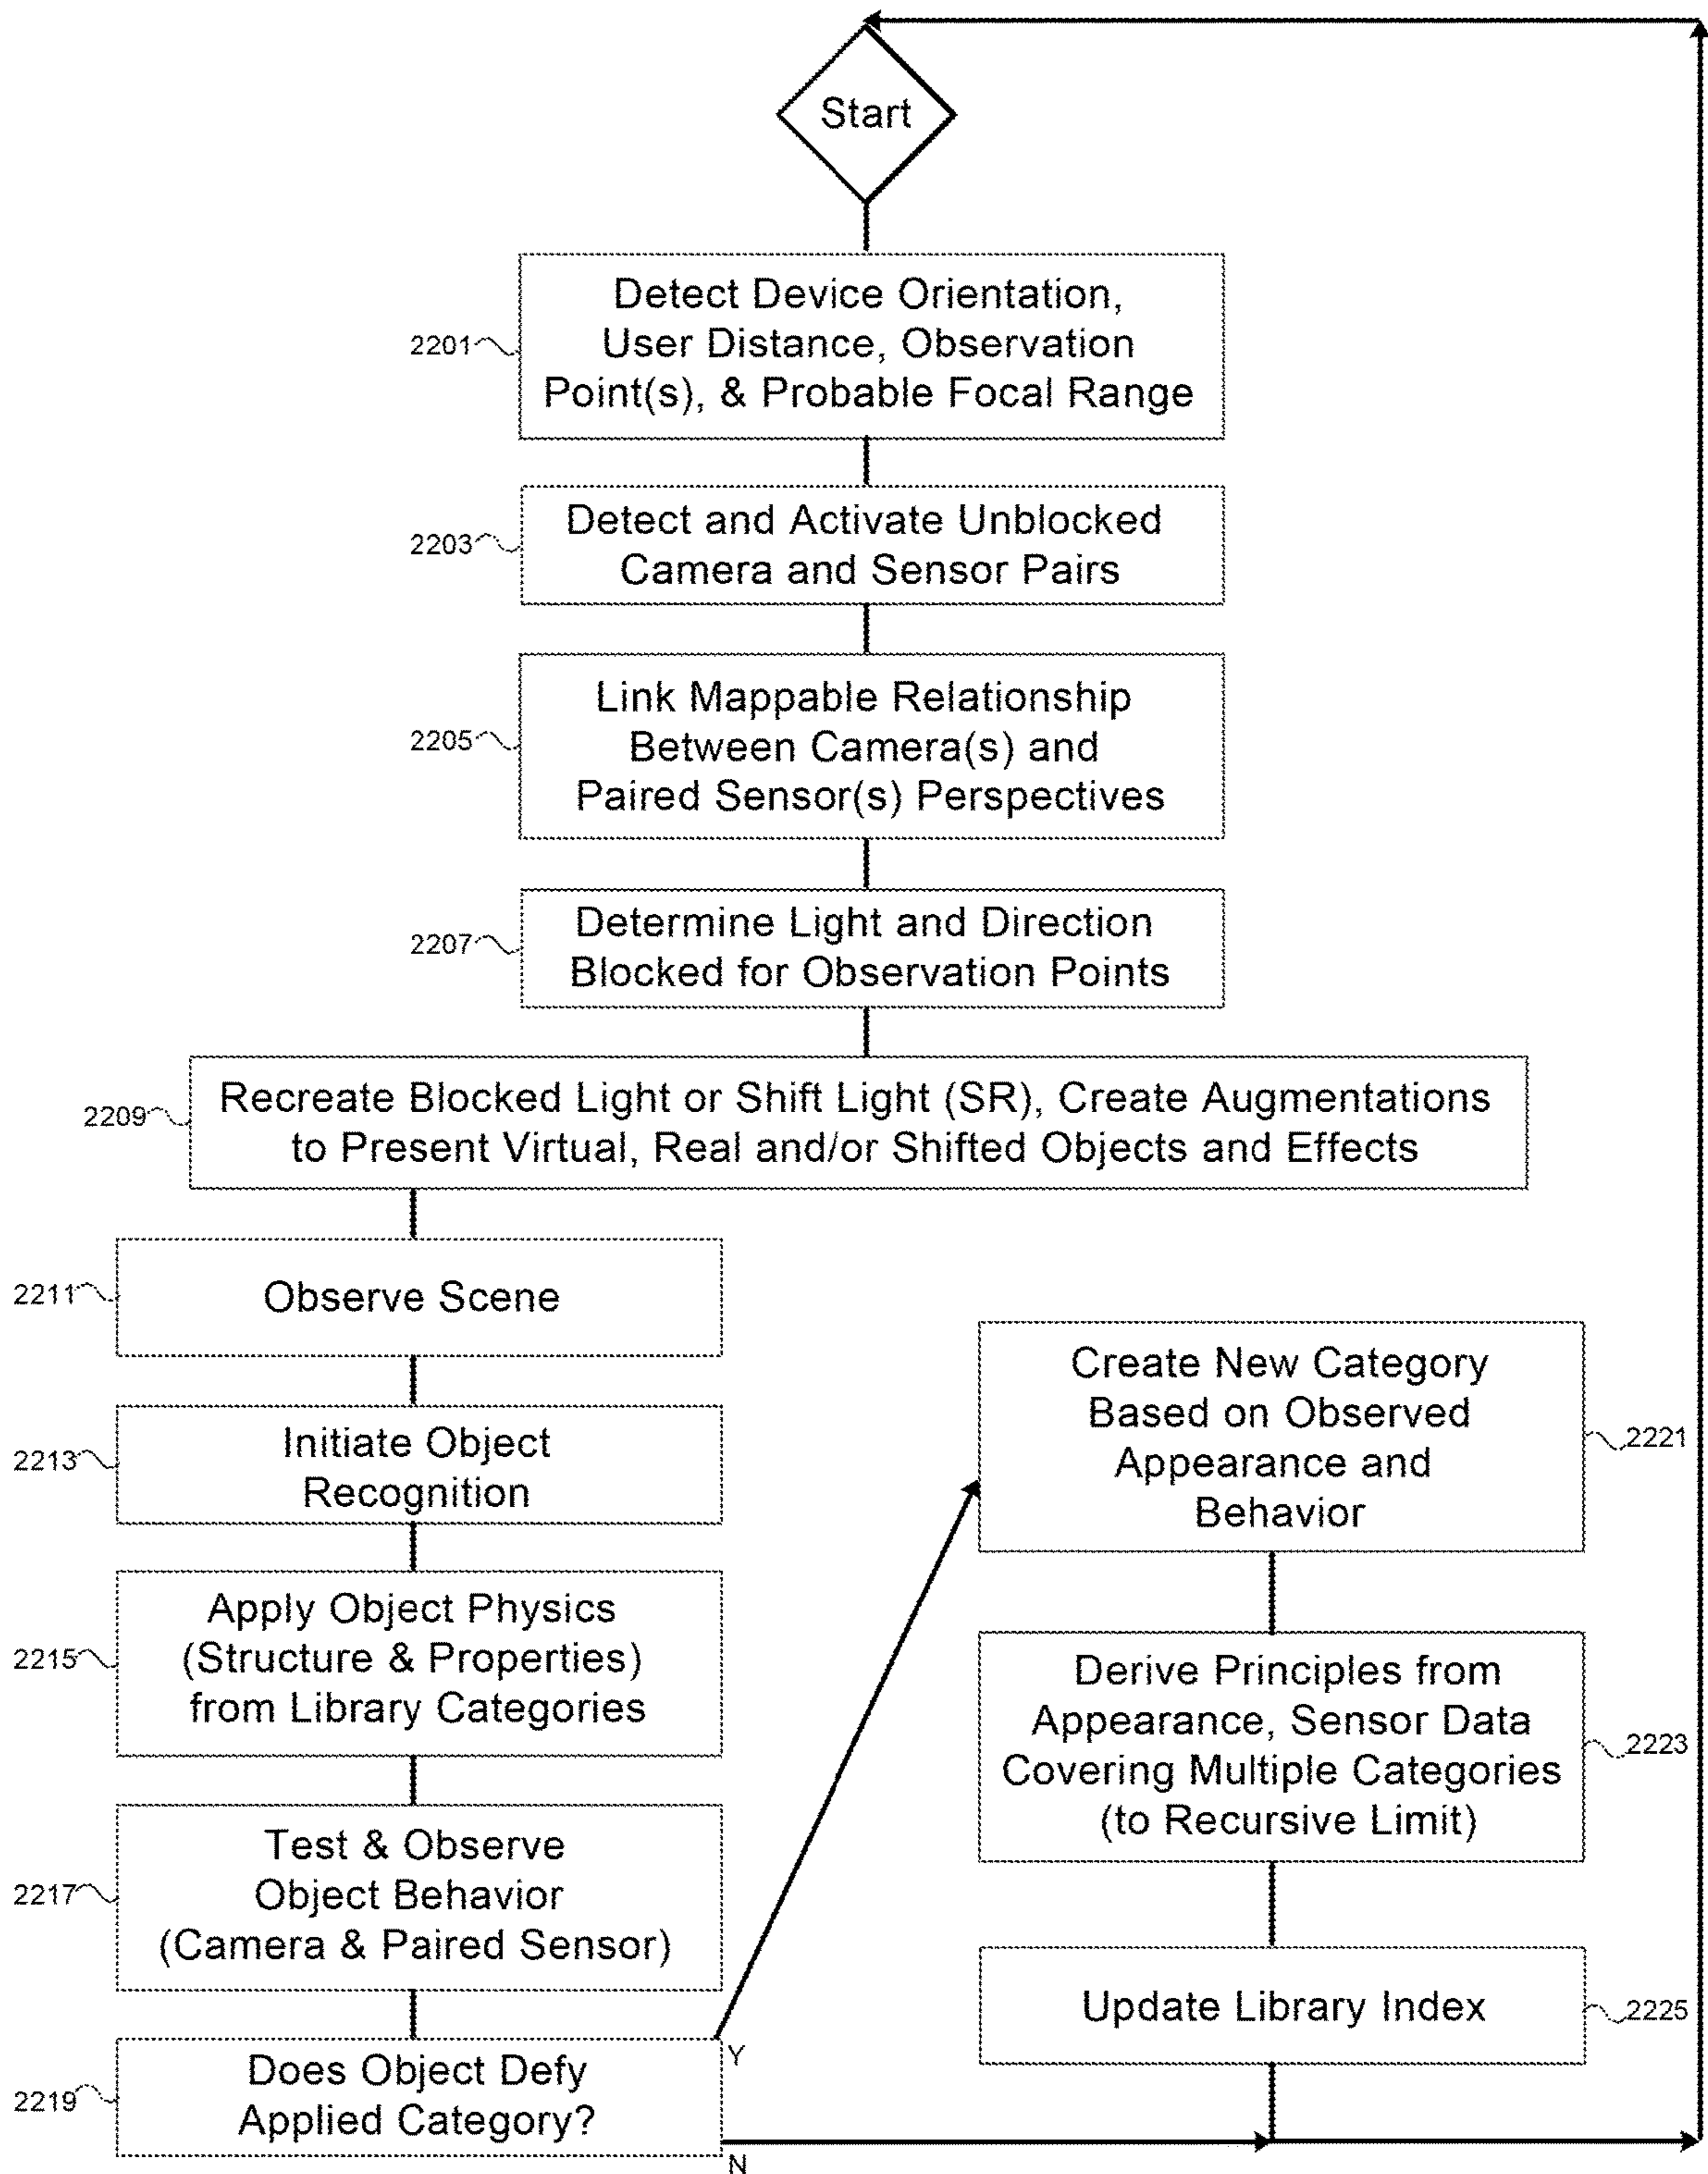 Start
Detect Device Orientation,
User Distance, Observation
Point(s), & Probable Focal Range
2201
Detect and Activate Unblocked
Camera and Sensor Pairs
2203
Link Mappable Relationship
Between Camera(s) and
Paired Sensor(s) Perspectives
2205
Determine Light and Direction
Blocked for Observation Points
2207
Recreate Blocked Light or Shift Light (SR), Create Augmentations
to Present Virtual, Real and/or Shifted Objects and Effects
2209
Observe Scene
2211
Initiate Object
Recognition
2213
Apply Object Physics
(Structure & Properties)
from Library Categories
2215
Test & Observe
Object Behavior
(Camera & Paired Sensor)
2217
Does Object Defy
Applied Category?
2219
Y
N
Create New Category
Based on Observed
Appearance and
Behavior
2221
Derive Principles from
Appearance, Sensor Data
Covering Multiple Categories
(to Recursive Limit)
2223
Update Library Index
2225